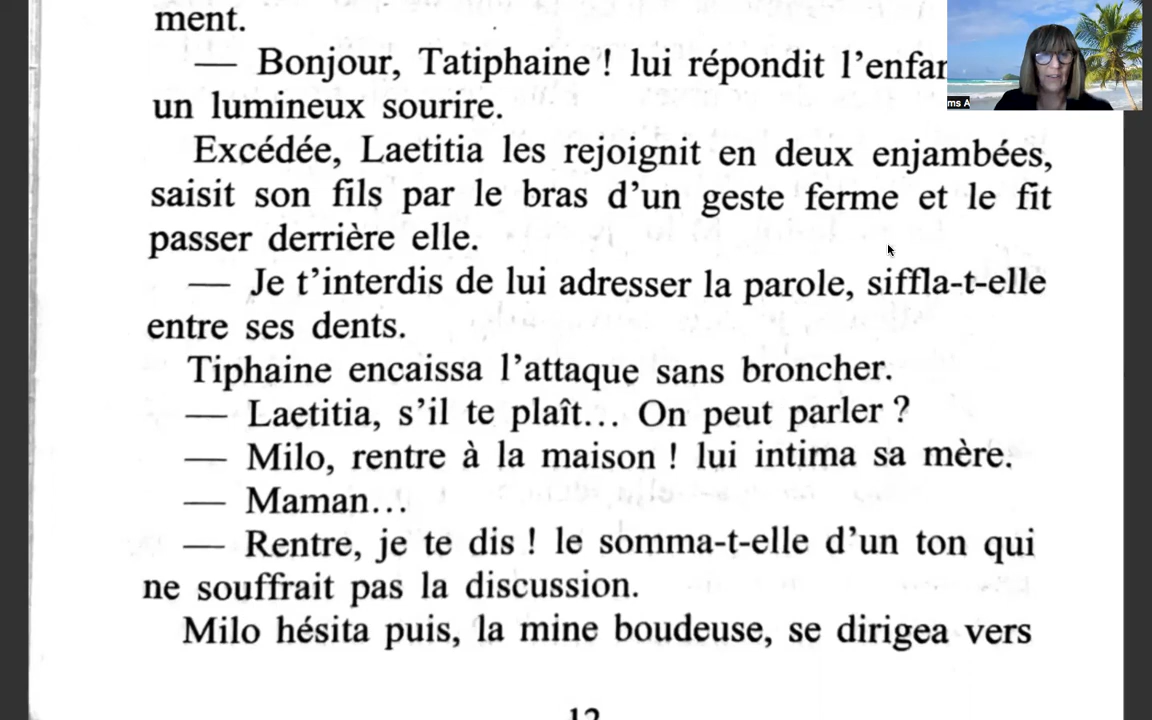 ment.
— Bonjour, Tatiphaine ! lui répondit l'enfan
un lumineux sourire.
Excédée, Laetitia les rejoignit en deux enjambées,
saisit son fils par le bras d'un geste ferme et le fit
passer derrière elle.
— Je t'interdis de lui adresser la parole, siffla-t-elle
entre ses dents.
Tiphaine encaissa l'attaque sans broncher.
— Laetitia, s'il te plaît… On peut parler ?
— Milo, rentre à la maison ! lui intima sa mère.
— Maman…
— Rentre, je te dis ! le somma-t-elle d'un ton qui
ne souffrait pas la discussion.
Milo hésita puis, la mine boudeuse, se dirigea vers
12
ms A